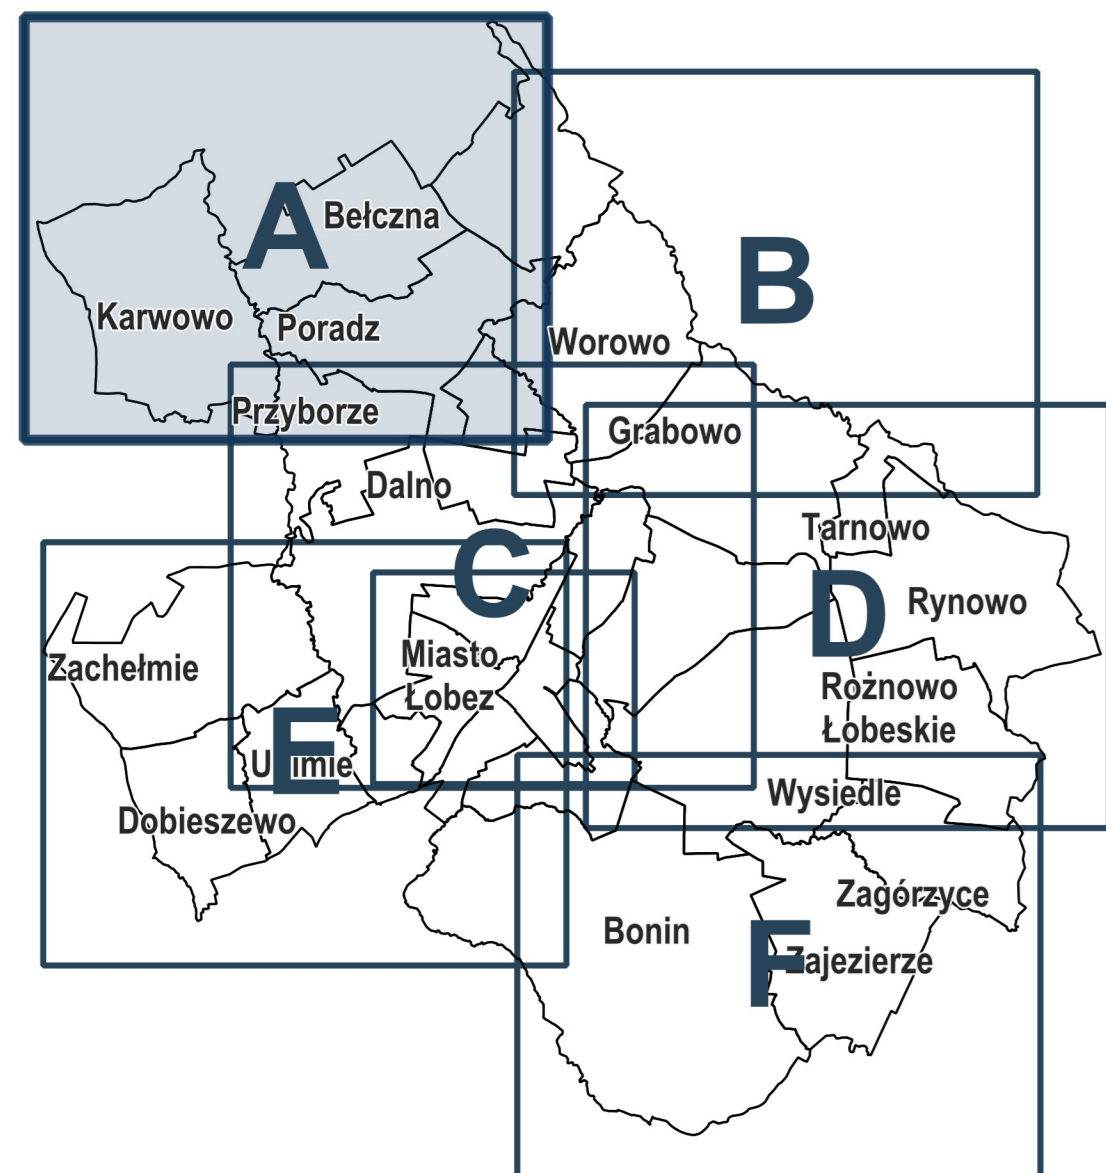 A
Bełczna
B
Karwowo
Poradz
Worowo
Przyborze
Grabowo
Dalno
Tarnowo
C
D
Rynowo
Zachełmie
Miasto
Łobez
Rożnowo
Łobeskie
E
Wysiedle
Dobieszewo
Zagórzyce
Bonin
F
Zajezierze